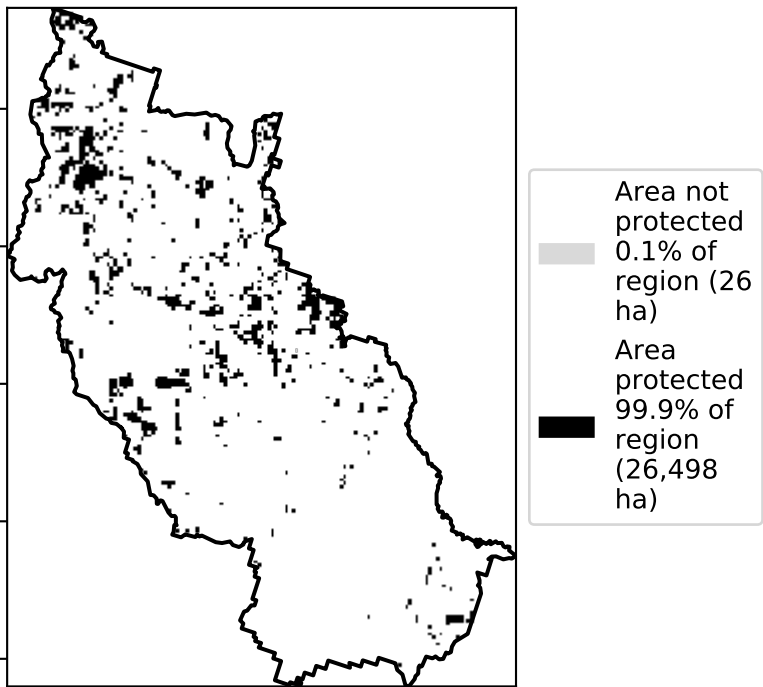 Area not
protected
0.1% of
region (26
ha)
Area
protected
99.9% of
region
(26,498
ha)